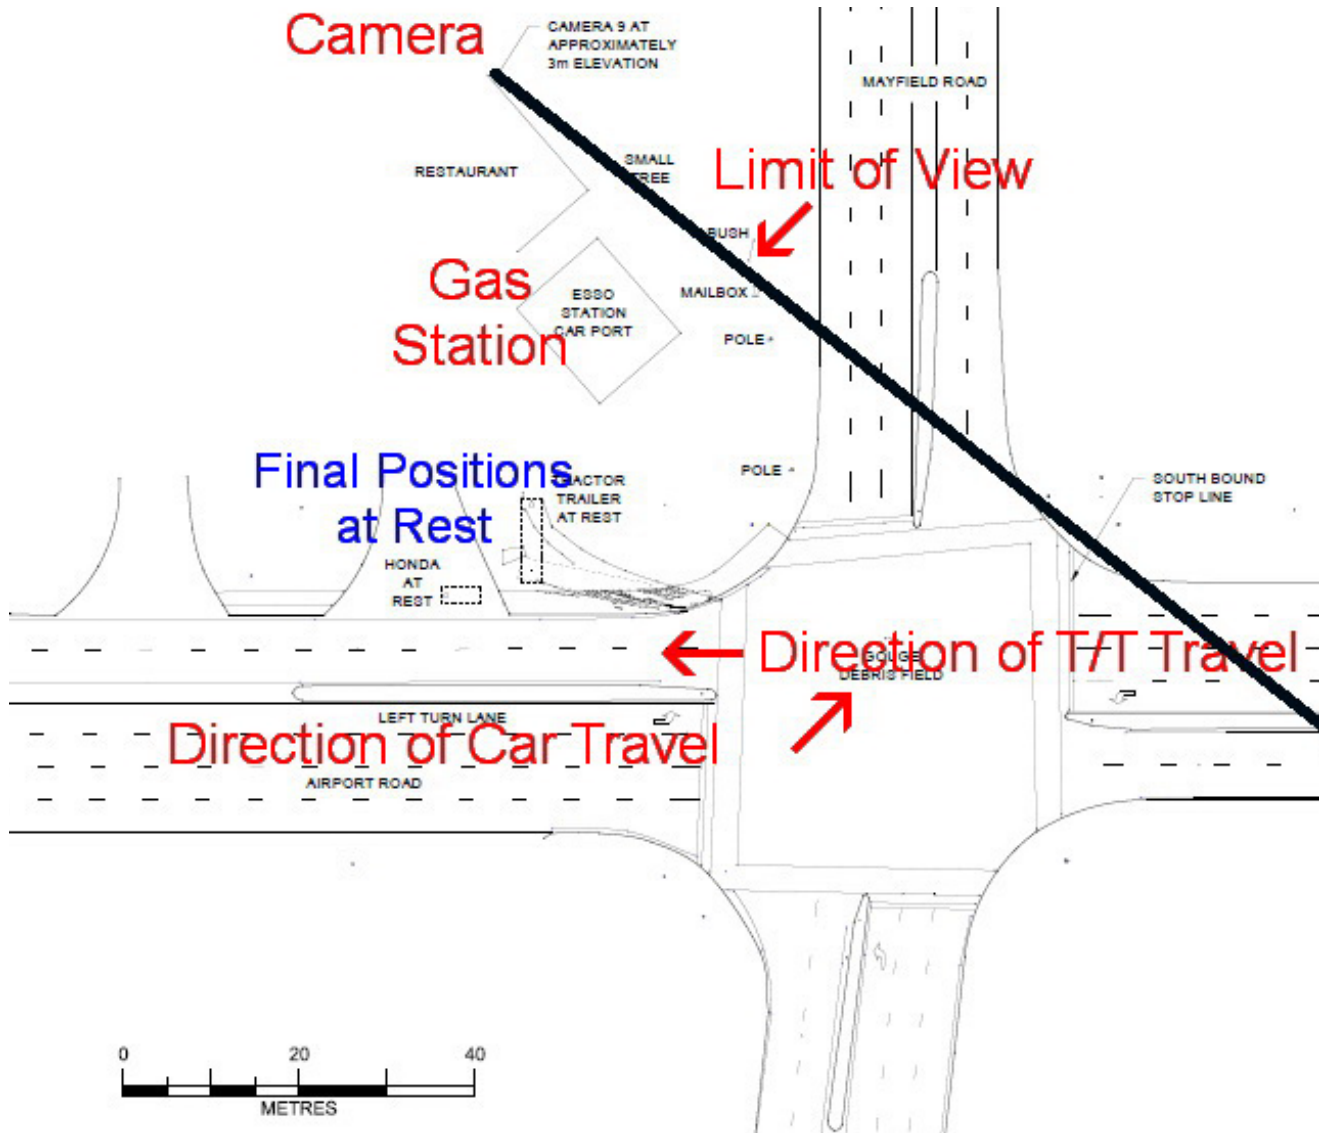 Camera
CAMERA 9 AT
APPROXIMATELY
3m ELEVATION
MAYFIELD ROAD
RESTAURANT
SMALL
TREE
Limit of View
BUSH
MAILBOX
Gas
Station
ESSO
STATION
CAR PORT
POLE
Final Positions
at Rest
TRACTOR
TRAILER
AT REST
POLE
SOUTH BOUND
STOP LINE
HONDA
AT
REST
Direction of T/T Travel
GOUGE
DEBRIS FIELD
LEFT TURN LANE
Direction of Car Travel
AIRPORT ROAD
0 20 40
METRES